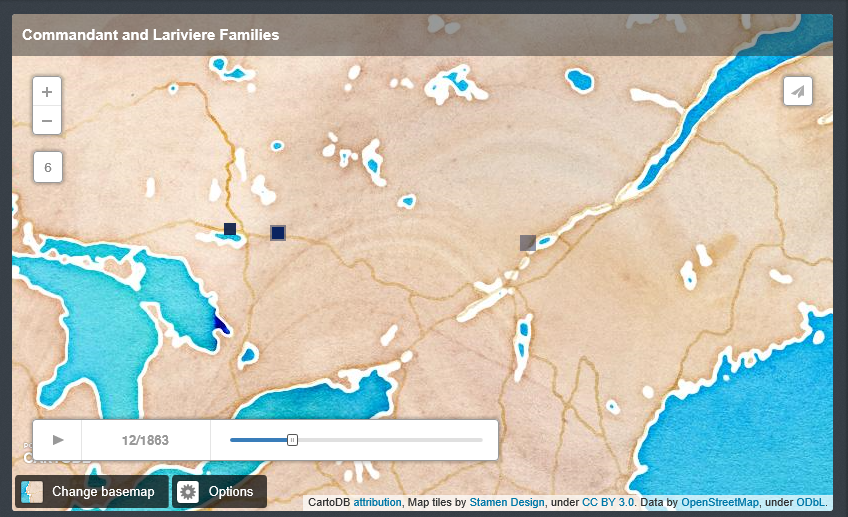 Commandant and Lariviere Families
+
−
6
12/1863
Change basemap
Options
CartoDB attribution, Map tiles by Stamen Design, under CC BY 3.0. Data by OpenStreetMap, under ODbL.